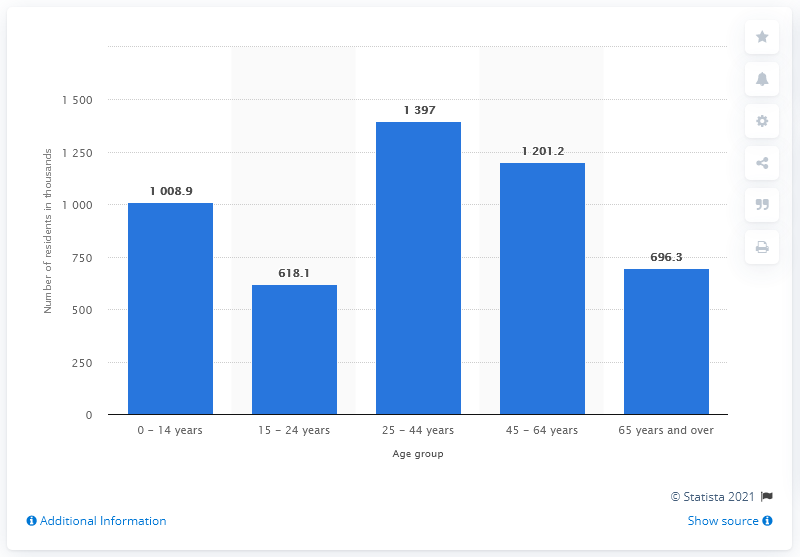 1 500
1 250
1 000
750
500
250
0
Number of residents in thousands
1 008.9
618.1
1 397
1 201.2
696.3
0 – 14 years
15 – 24 years
25 – 44 years
45 – 64 years
65 years and over
Age group
© Statista 2021
Additional Information
Show source